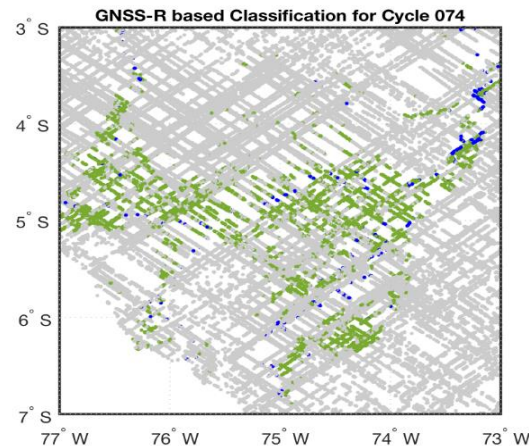 GNSS-R based Classification for Cycle 074
3° S
4° S
5° S
6° S
7° S
77° W
76° W
75° W
74° W
73° W